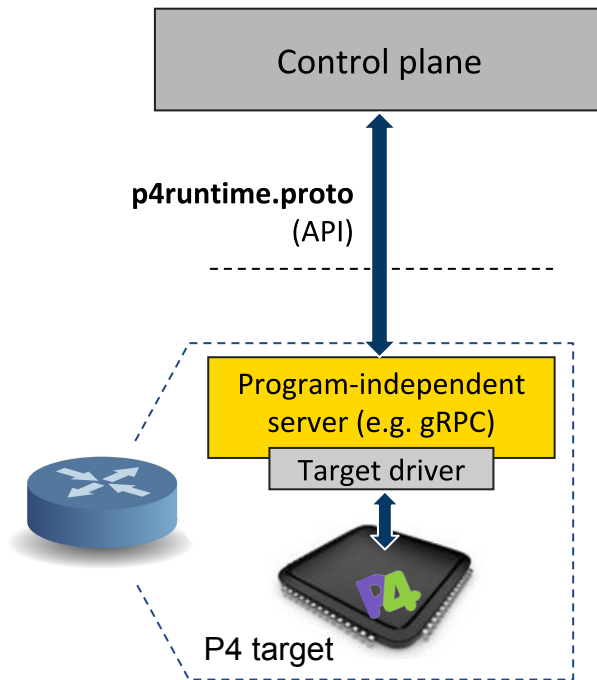 Control plane
p4runtime.proto
(API)
Program-independent
server (e.g. gRPC)
Target driver
P4
P4 target